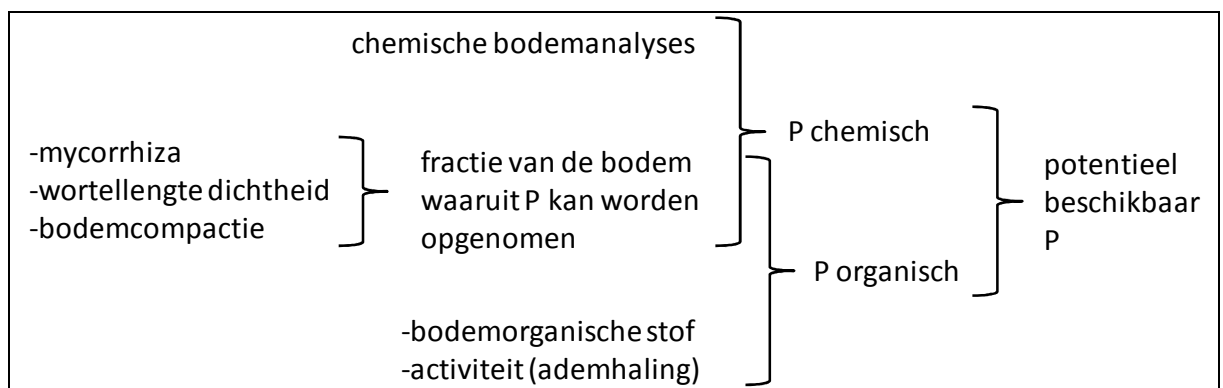 chemische bodemanalyses
-mycorrhiza
-wortellengte dichtheid
-bodemcompactie
fractie van de bodem
waaruit P kan worden
opgenomen
-bodemorganische stof
-activiteit (ademhaling)
P chemisch
P organisch
potentieel
beschikbaar
P